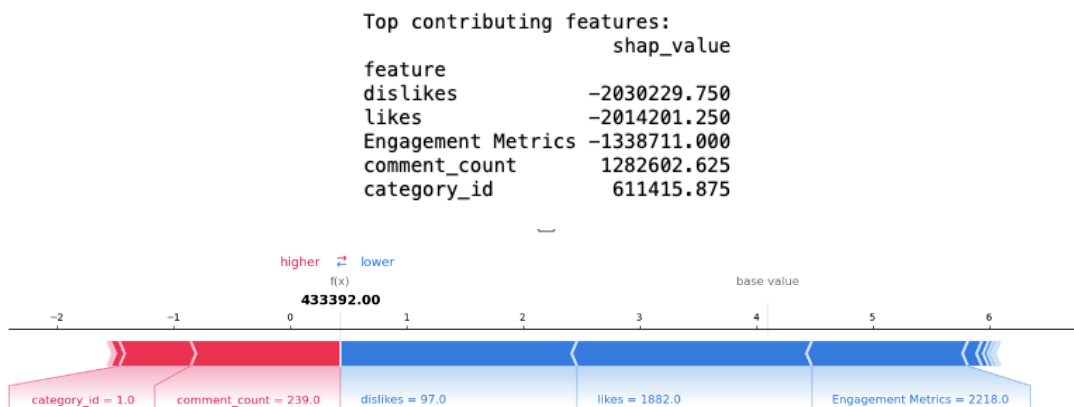 Top contributing features:
shap_value
feature
dislikes -2030229.750
likes -2014201.250
Engagement Metrics -1338711.000
comment_count 1282602.625
category_id 611415.875
higher ⇄ lower
f(x) base value
433392.00
−2 −1 0 1 2 3 4 5 6
category_id = 1.0 comment_count = 239.0 dislikes = 97.0 likes = 1882.0 Engagement Metrics = 2218.0